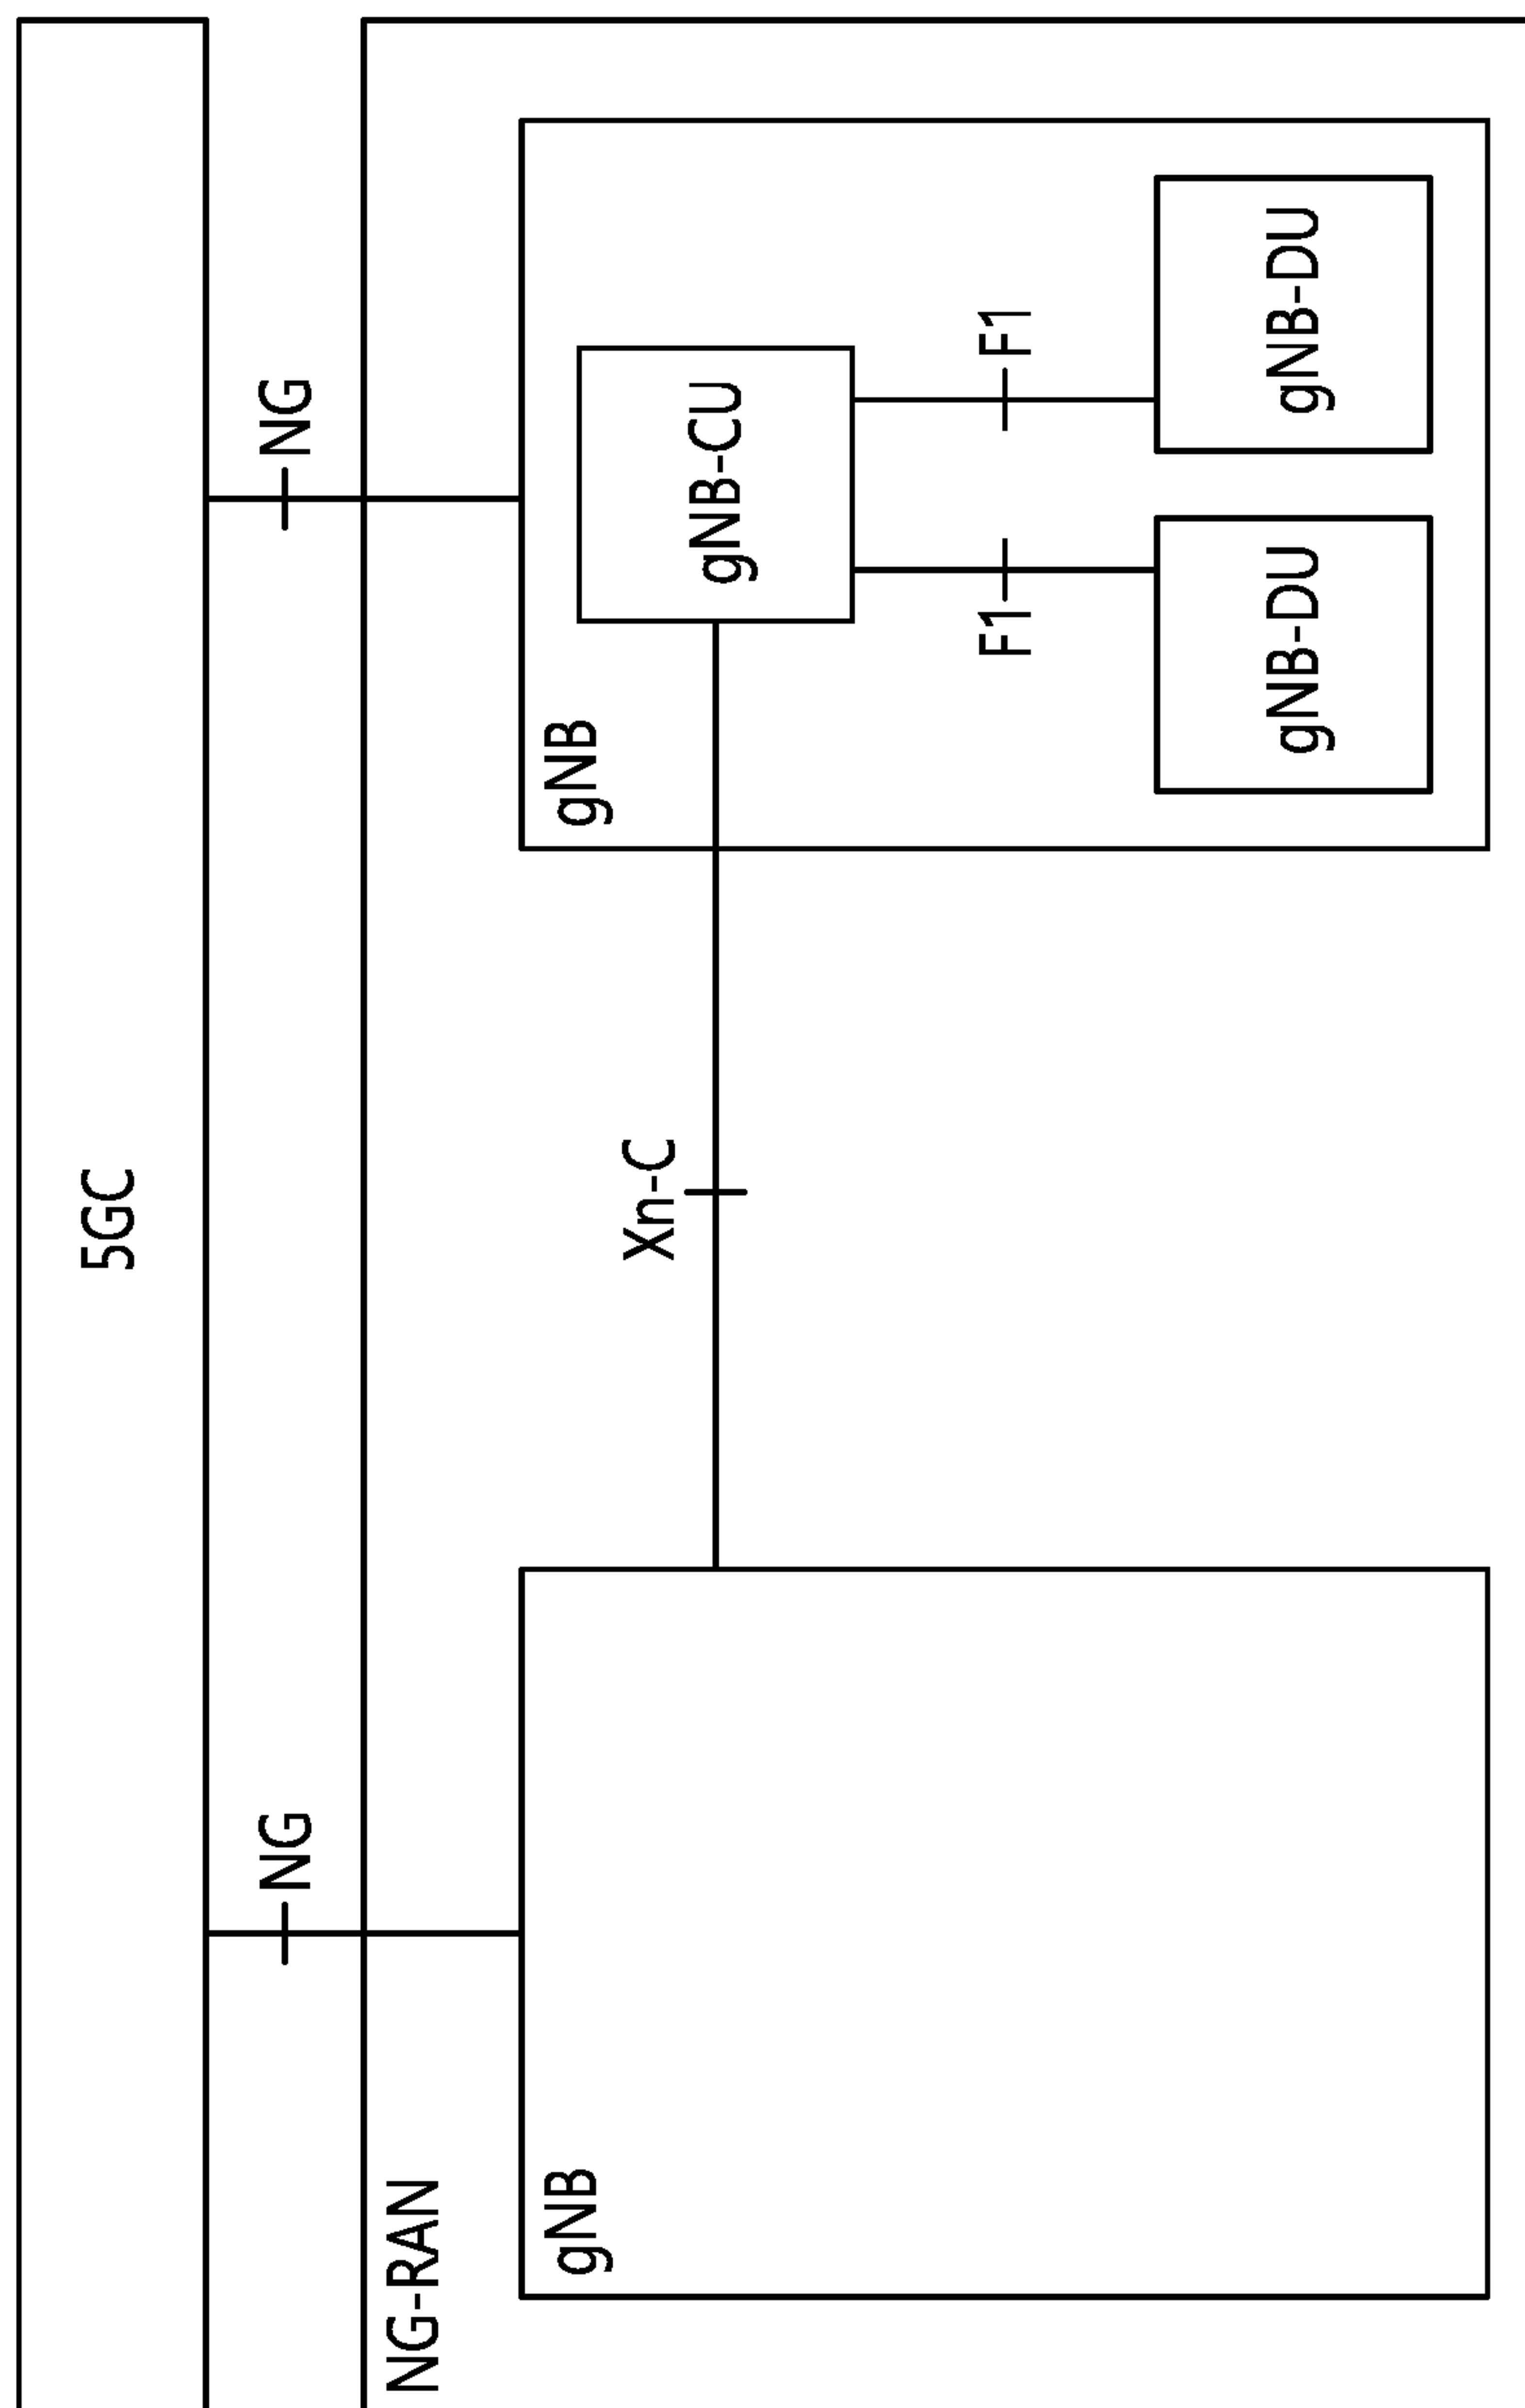 5GC
NG
NG
NG-RAN
gNB
gNB
Xn-C
gNB-CU
F1
F1
gNB-DU
gNB-DU